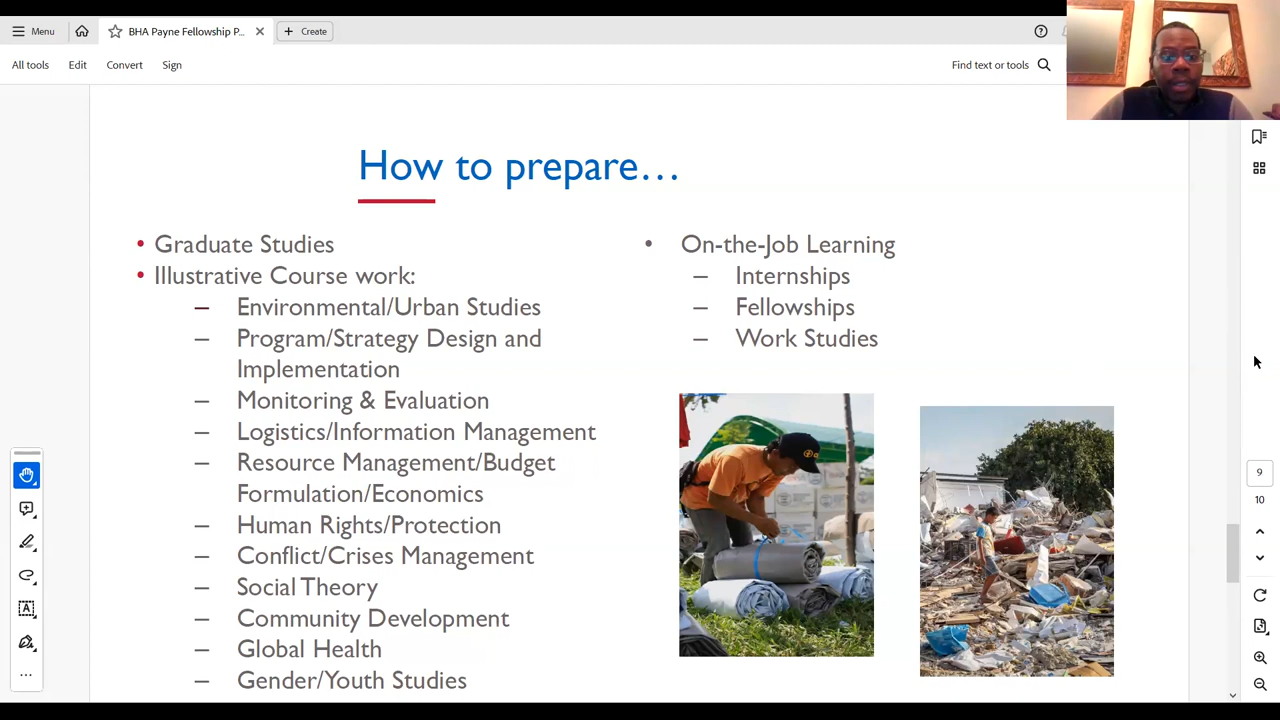 Menu
BHA Payne Fellowship P...
Create
All tools
Edit
Convert
Sign
Find text or tools
How to prepare...
• Graduate Studies
• Illustrative Course work:
– Environmental/Urban Studies
– Program/Strategy Design and
Implementation
– Monitoring & Evaluation
– Logistics/Information Management
– Resource Management/Budget
Formulation/Economics
– Human Rights/Protection
– Conflict/Crises Management
– Social Theory
– Community Development
– Global Health
– Gender/Youth Studies
• On-the-Job Learning
– Internships
– Fellowships
– Work Studies
9
10